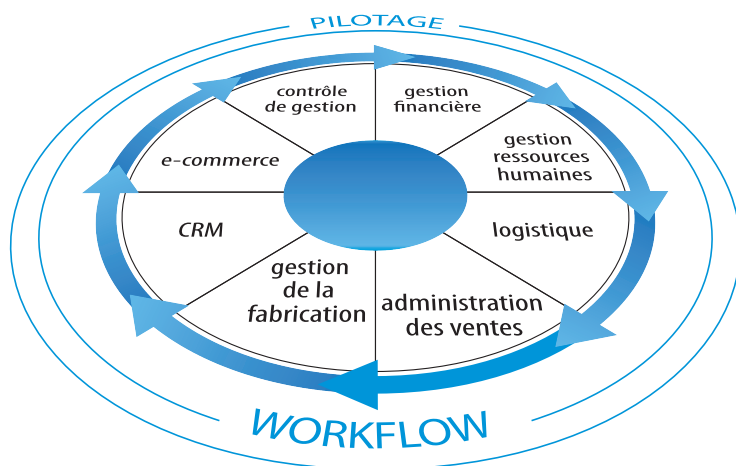 PILOTAGE
contrôle
de gestion
gestion
financière
gestion
ressources
humaines
logistique
administration
des ventes
gestion
de la
fabrication
CRM
e-commerce
WORKFLOW